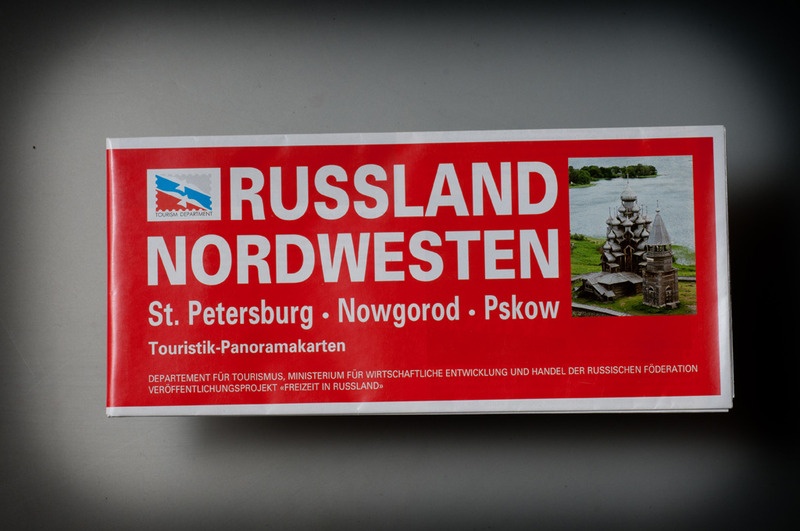 TOURISM DEPARTMENT
RUSSLAND
NORDWESTEN
St. Petersburg • Nowgorod • Pskow
Touristik-Panoramakarten
DEPARTEMENT FÜR TOURISMUS, MINISTERIUM FÜR WIRTSCHAFTLICHE ENTWICKLUNG UND HANDEL DER RUSSISCHEN FÖDERATION
VERÖFFENTLICHUNGSPROJEKT «FREIZEIT IN RUSSLAND»